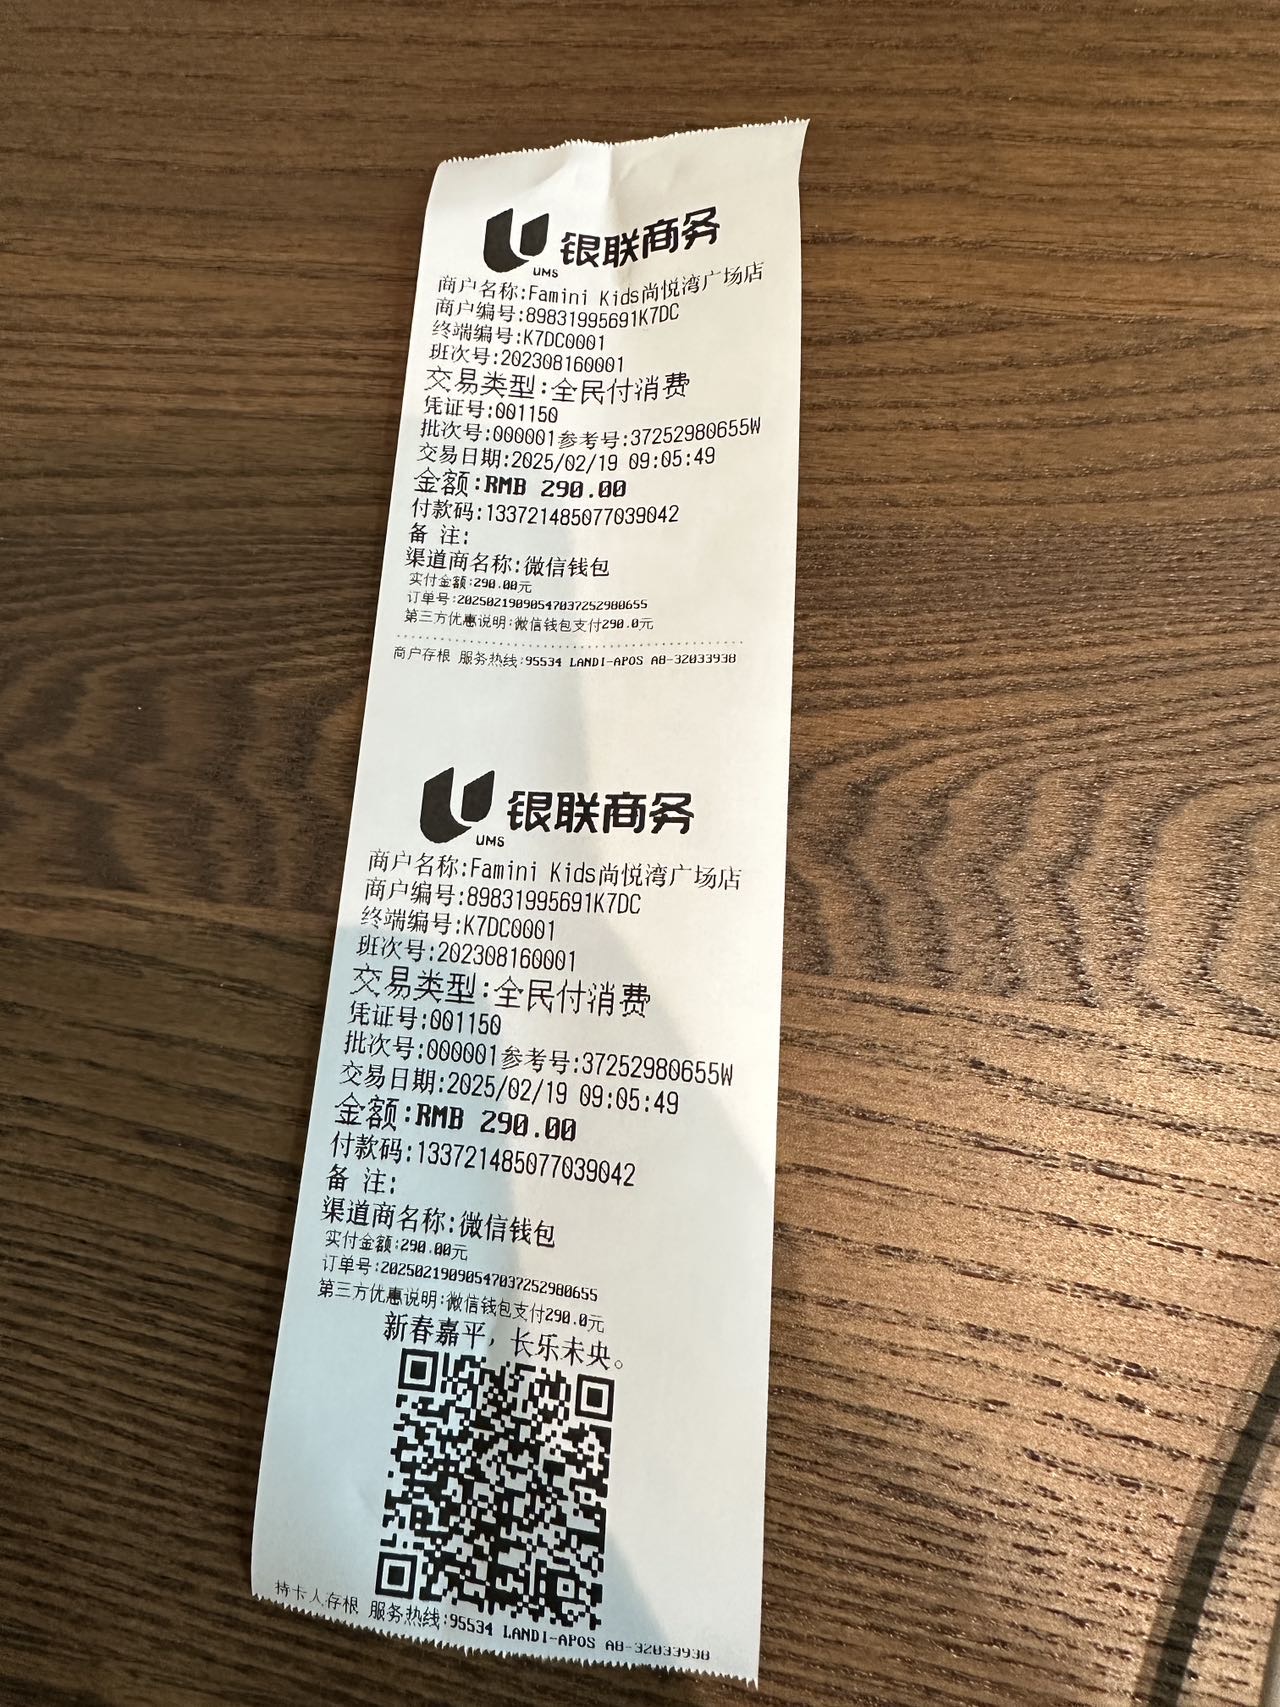 银联商务
UMS
商户名称:Famini Kids尚悦湾广场店
商户编号:89831995691K7DC
终端编号:K7DC0001
班次号:202308160001
交易类型:全民付消费
凭证号:001150
批次号:000001参考号:37252980655W
交易日期:2025/02/19 09:05:49
金额:RMB 290.00
付款码:133721485077039042
备 注:
渠道商名称:微信钱包
实付金额:290.00元
订单号:20250219090547037252980655
第三方优惠说明:微信钱包支付290.0元
商户存根 服务热线:95534 LANDI-APOS A8-32033938
银联商务
UMS
商户名称:Famini Kids尚悦湾广场店
商户编号:89831995691K7DC
终端编号:K7DC0001
班次号:202308160001
交易类型:全民付消费
凭证号:001150
批次号:000001参考号:37252980655W
交易日期:2025/02/19 09:05:49
金额:RMB 290.00
付款码:133721485077039042
备 注:
渠道商名称:微信钱包
实付金额:290.00元
订单号:20250219090547037252980655
第三方优惠说明:微信钱包支付290.0元
新春嘉平，长乐未央。
持卡人存根 服务热线:95534 LANDI-APOS A8-32033938